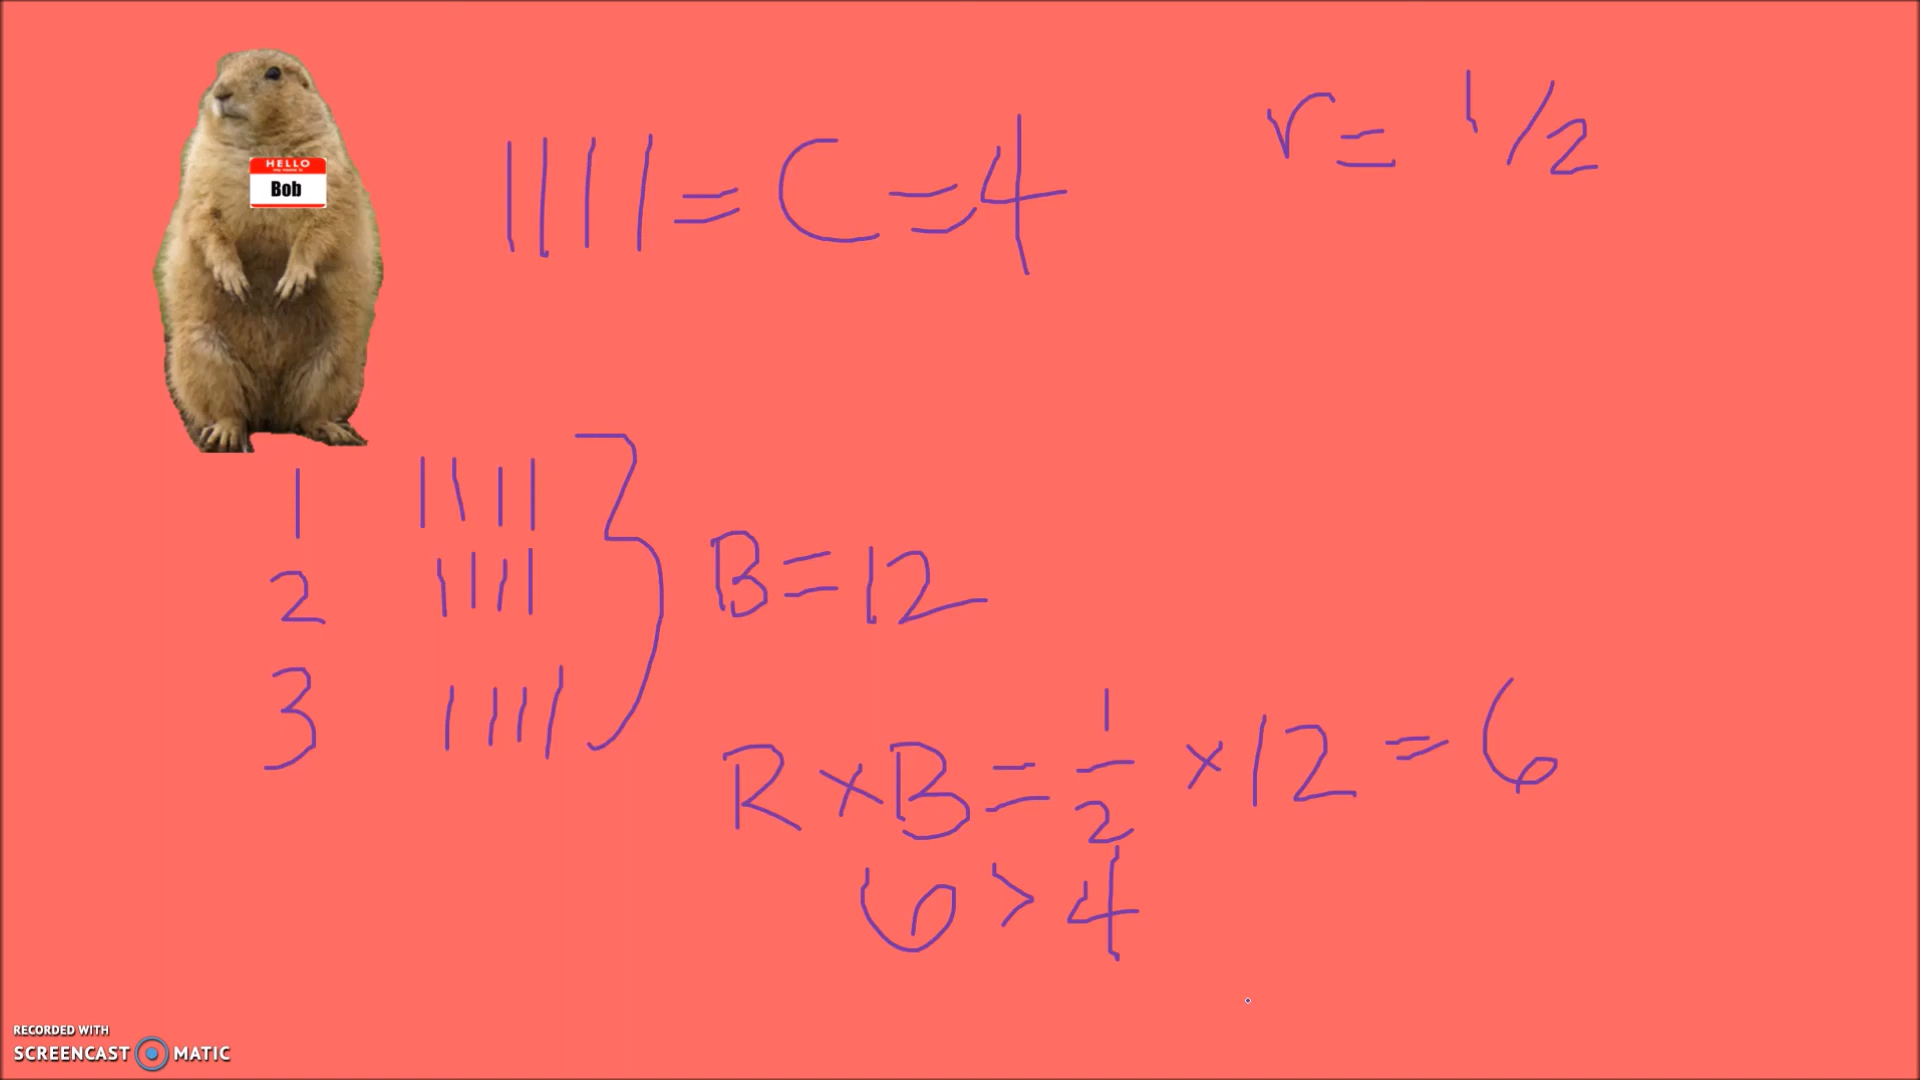 HELLO
Bob
|||| = C = 4
r = 1/2
1 ||||
2 ||||
3 ||||
B = 12
R × B = 1/2 × 12 = 6
6 > 4
RECORDED WITH
SCREENCAST MATIC